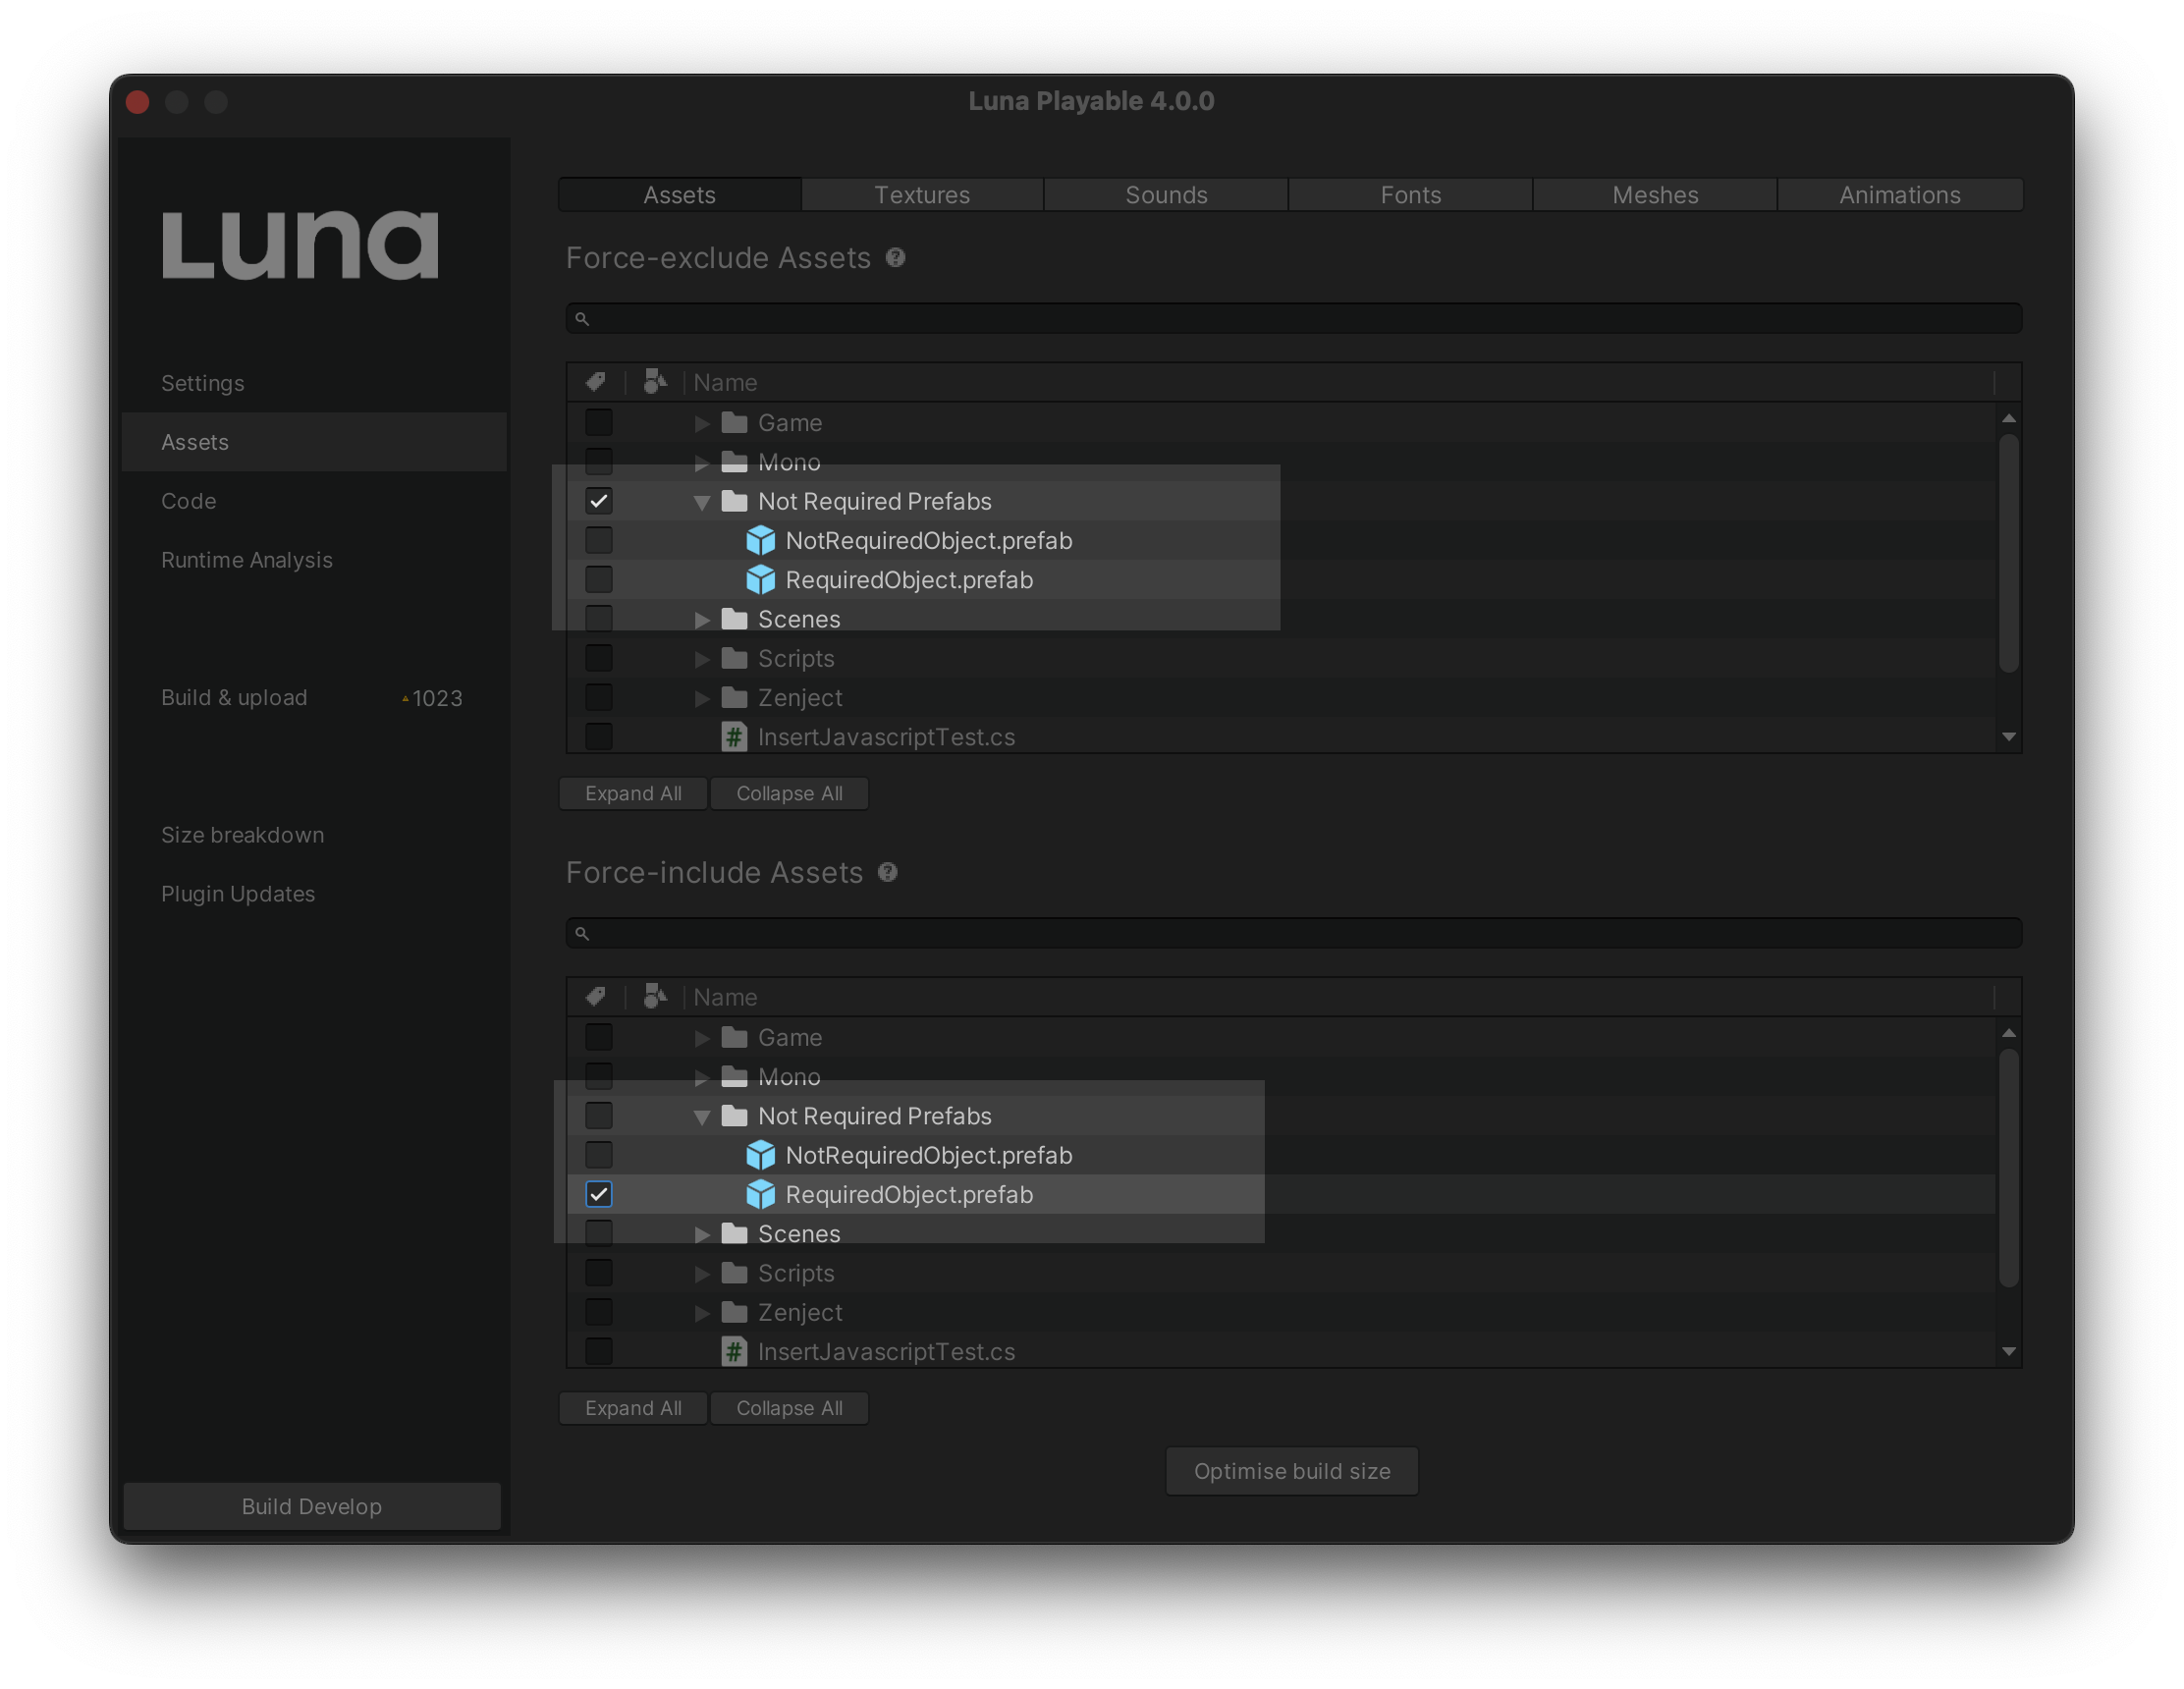 Luna Playable 4.0.0
Luna
Settings
Assets
Code
Runtime Analysis
Build & upload 1023
Size breakdown
Plugin Updates
Build Develop
Assets Textures Sounds Fonts Meshes Animations
Force-exclude Assets ?
Name
Game
Mono
Not Required Prefabs
NotRequiredObject.prefab
RequiredObject.prefab
Scenes
Scripts
Zenject
# InsertJavascriptTest.cs
Expand All Collapse All
Force-include Assets ?
Name
Game
Mono
Not Required Prefabs
NotRequiredObject.prefab
RequiredObject.prefab
Scenes
Scripts
Zenject
# InsertJavascriptTest.cs
Expand All Collapse All
Optimise build size